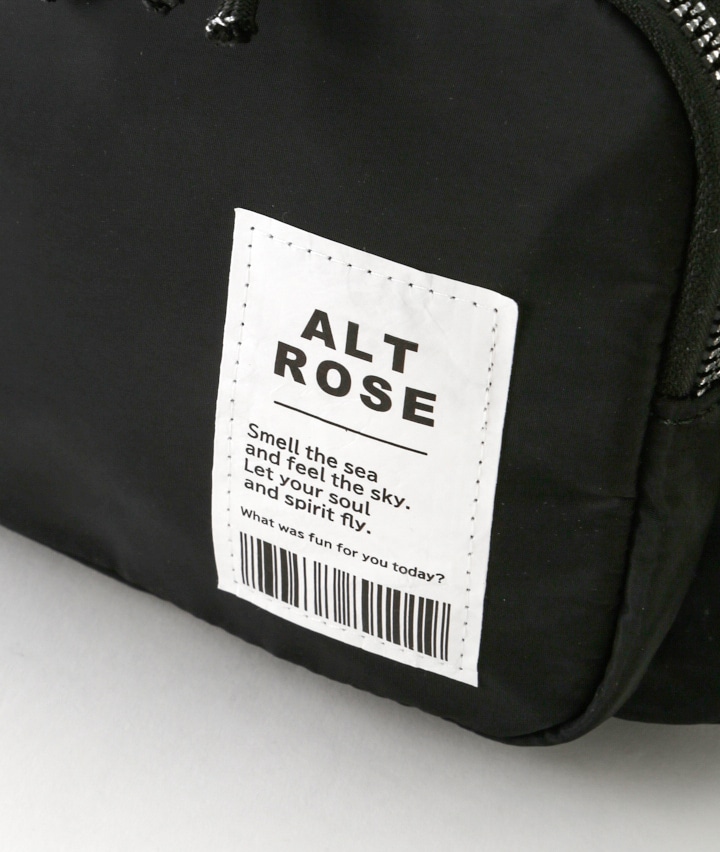 ALT
ROSE
Smell the sea
and feel the sky.
Let your soul
and spirit fly.
What was fun for you today?